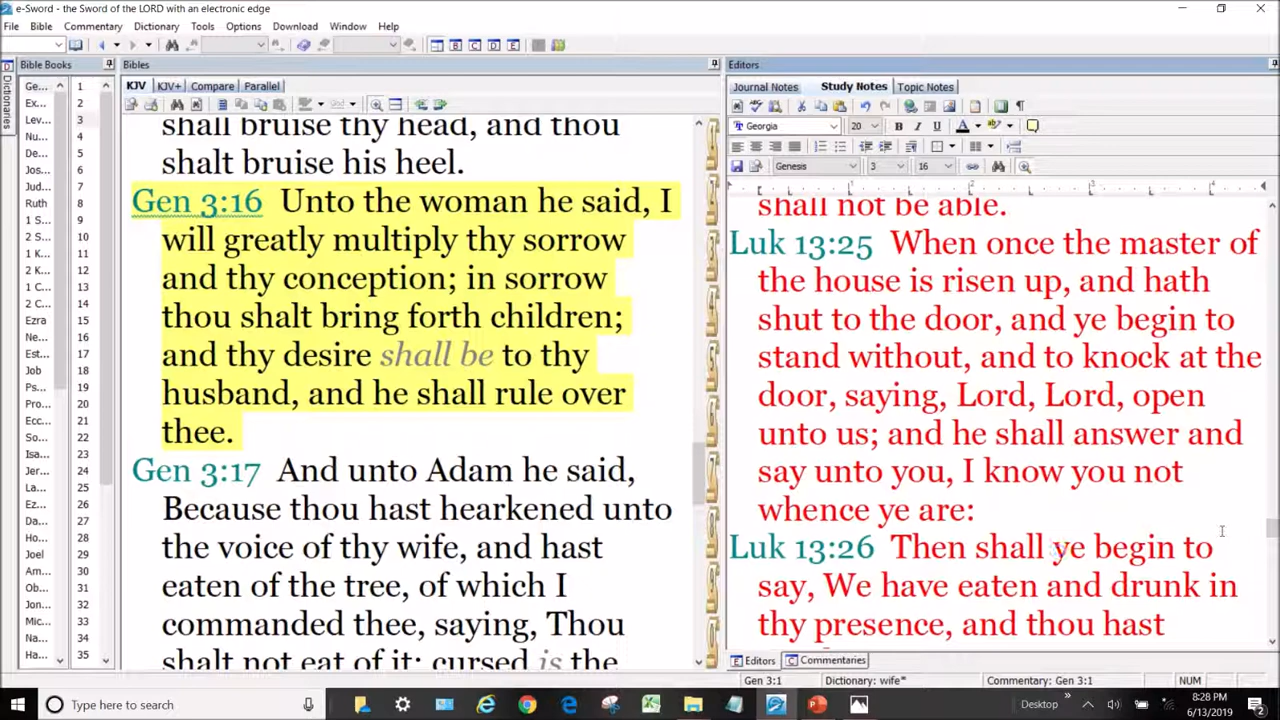 e-Sword - the Sword of the LORD with an electronic edge
File Bible Commentary Dictionary Tools Options Download Window Help
B C D E
Bible Books
Bibles
Editors
Dictionaries
KJV KJV+ Compare Parallel
Journal Notes Study Notes Topic Notes
Georgia 20 B I U A
Genesis 3 16
Ge...
Ex...
Lev...
Nu...
De...
Jos...
Jud...
Ruth
1 S...
2 S...
1 K...
2 K...
1 C...
2 C...
Ezra
Ne...
Est...
Job
Ps...
Pro...
Ecc...
So...
Isa...
Jer...
La...
Ez...
Da...
Ho...
Joel
Am...
Ob...
Jon...
Mic...
Na...
Ha...
1
2
3
4
5
6
7
8
9
10
11
12
13
14
15
16
17
18
19
20
21
22
23
24
25
26
27
28
29
30
31
32
33
34
35
shall bruise thy head, and thou
shalt bruise his heel.
Gen 3:16 Unto the woman he said, I
will greatly multiply thy sorrow
and thy conception; in sorrow
thou shalt bring forth children;
and thy desire shall be to thy
husband, and he shall rule over
thee.
Gen 3:17 And unto Adam he said,
Because thou hast hearkened unto
the voice of thy wife, and hast
eaten of the tree, of which I
commanded thee, saying, Thou
shalt not eat of it: cursed is the
1 2 3 4
shall not be able.
Luk 13:25 When once the master of
the house is risen up, and hath
shut to the door, and ye begin to
stand without, and to knock at the
door, saying, Lord, Lord, open
unto us; and he shall answer and
say unto you, I know you not
whence ye are:
Luk 13:26 Then shall ye begin to
say, We have eaten and drunk in
thy presence, and thou hast
Editors Commentaries
Gen 3:1 Dictionary: wife* Commentary: Gen 3:1 NUM
Type here to search
Desktop
8:28 PM
6/13/2019
2